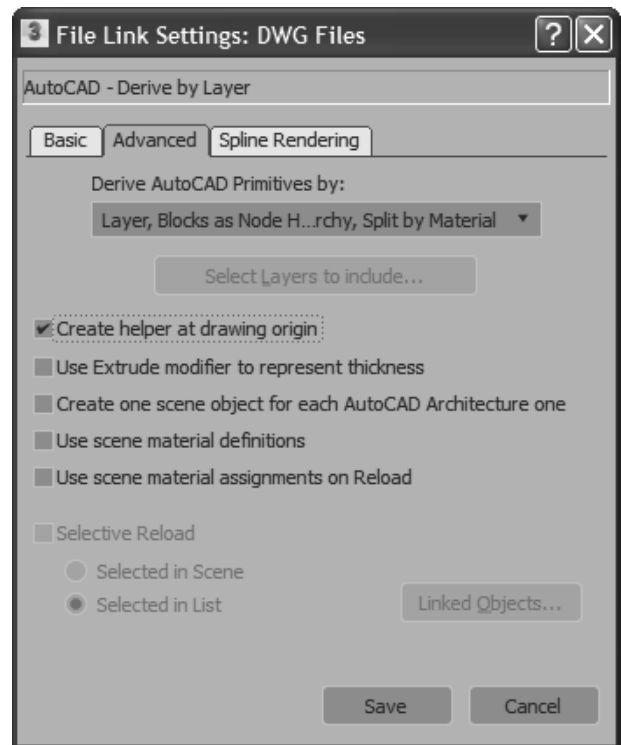 3 File Link Settings: DWG Files ? X
AutoCAD - Derive by Layer
Basic Advanced Spline Rendering
Derive AutoCAD Primitives by:
Layer, Blocks as Node H...rchy, Split by Material
Select Layers to include...
Create helper at drawing origin
Use Extrude modifier to represent thickness
Create one scene object for each AutoCAD Architecture one
Use scene material definitions
Use scene material assignments on Reload
Selective Reload
Selected in Scene
Selected in List Linked Objects...
Save Cancel